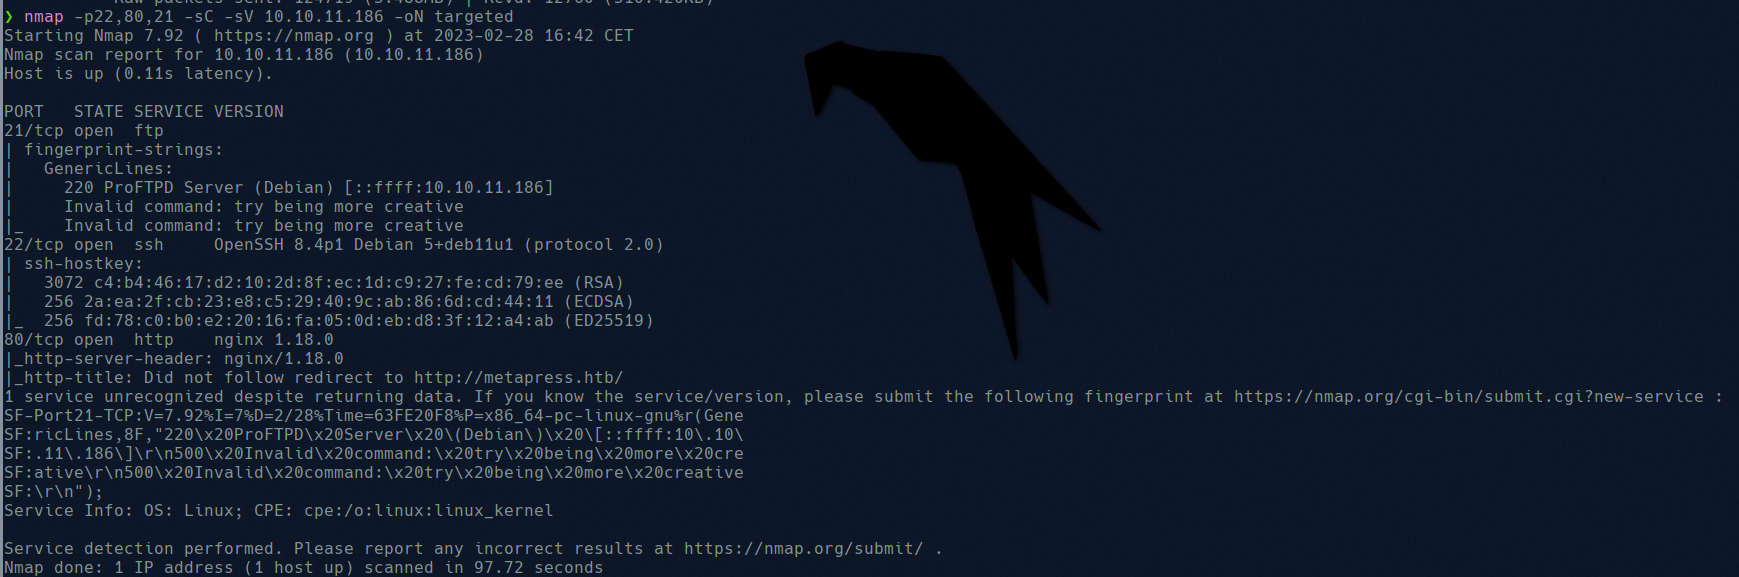 ❯ nmap -p22,80,21 -sC -sV 10.10.11.186 -oN targeted
Starting Nmap 7.92 ( https://nmap.org ) at 2023-02-28 16:42 CET
Nmap scan report for 10.10.11.186 (10.10.11.186)
Host is up (0.11s latency).

PORT   STATE SERVICE VERSION
21/tcp open  ftp
| fingerprint-strings:
|   GenericLines:
|     220 ProFTPD Server (Debian) [::ffff:10.10.11.186]
|     Invalid command: try being more creative
|_    Invalid command: try being more creative
22/tcp open  ssh     OpenSSH 8.4p1 Debian 5+deb11u1 (protocol 2.0)
| ssh-hostkey:
|   3072 c4:b4:46:17:d2:10:2d:8f:ec:1d:c9:27:fe:cd:79:ee (RSA)
|   256 2a:ea:2f:cb:23:e8:c5:29:40:9c:ab:86:6d:cd:44:11 (ECDSA)
|_  256 fd:78:c0:b0:e2:20:16:fa:05:0d:eb:d8:3f:12:a4:ab (ED25519)
80/tcp open  http    nginx 1.18.0
|_http-server-header: nginx/1.18.0
|_http-title: Did not follow redirect to http://metapress.htb/
1 service unrecognized despite returning data. If you know the service/version, please submit the following fingerprint at https://nmap.org/cgi-bin/submit.cgi?new-service :
SF-Port21-TCP:V=7.92%I=7%D=2/28%Time=63FE20F8%P=x86_64-pc-linux-gnu%r(Gene
SF:ricLines,8F,"220\x20ProFTPD\x20Server\x20\(Debian\)\x20\[::ffff:10\.10\
SF:.11\.186\]\r\n500\x20Invalid\x20command:\x20try\x20being\x20more\x20cre
SF:ative\r\n500\x20Invalid\x20command:\x20try\x20being\x20more\x20creative
SF:\r\n");
Service Info: OS: Linux; CPE: cpe:/o:linux:linux_kernel

Service detection performed. Please report any incorrect results at https://nmap.org/submit/ .
Nmap done: 1 IP address (1 host up) scanned in 97.72 seconds